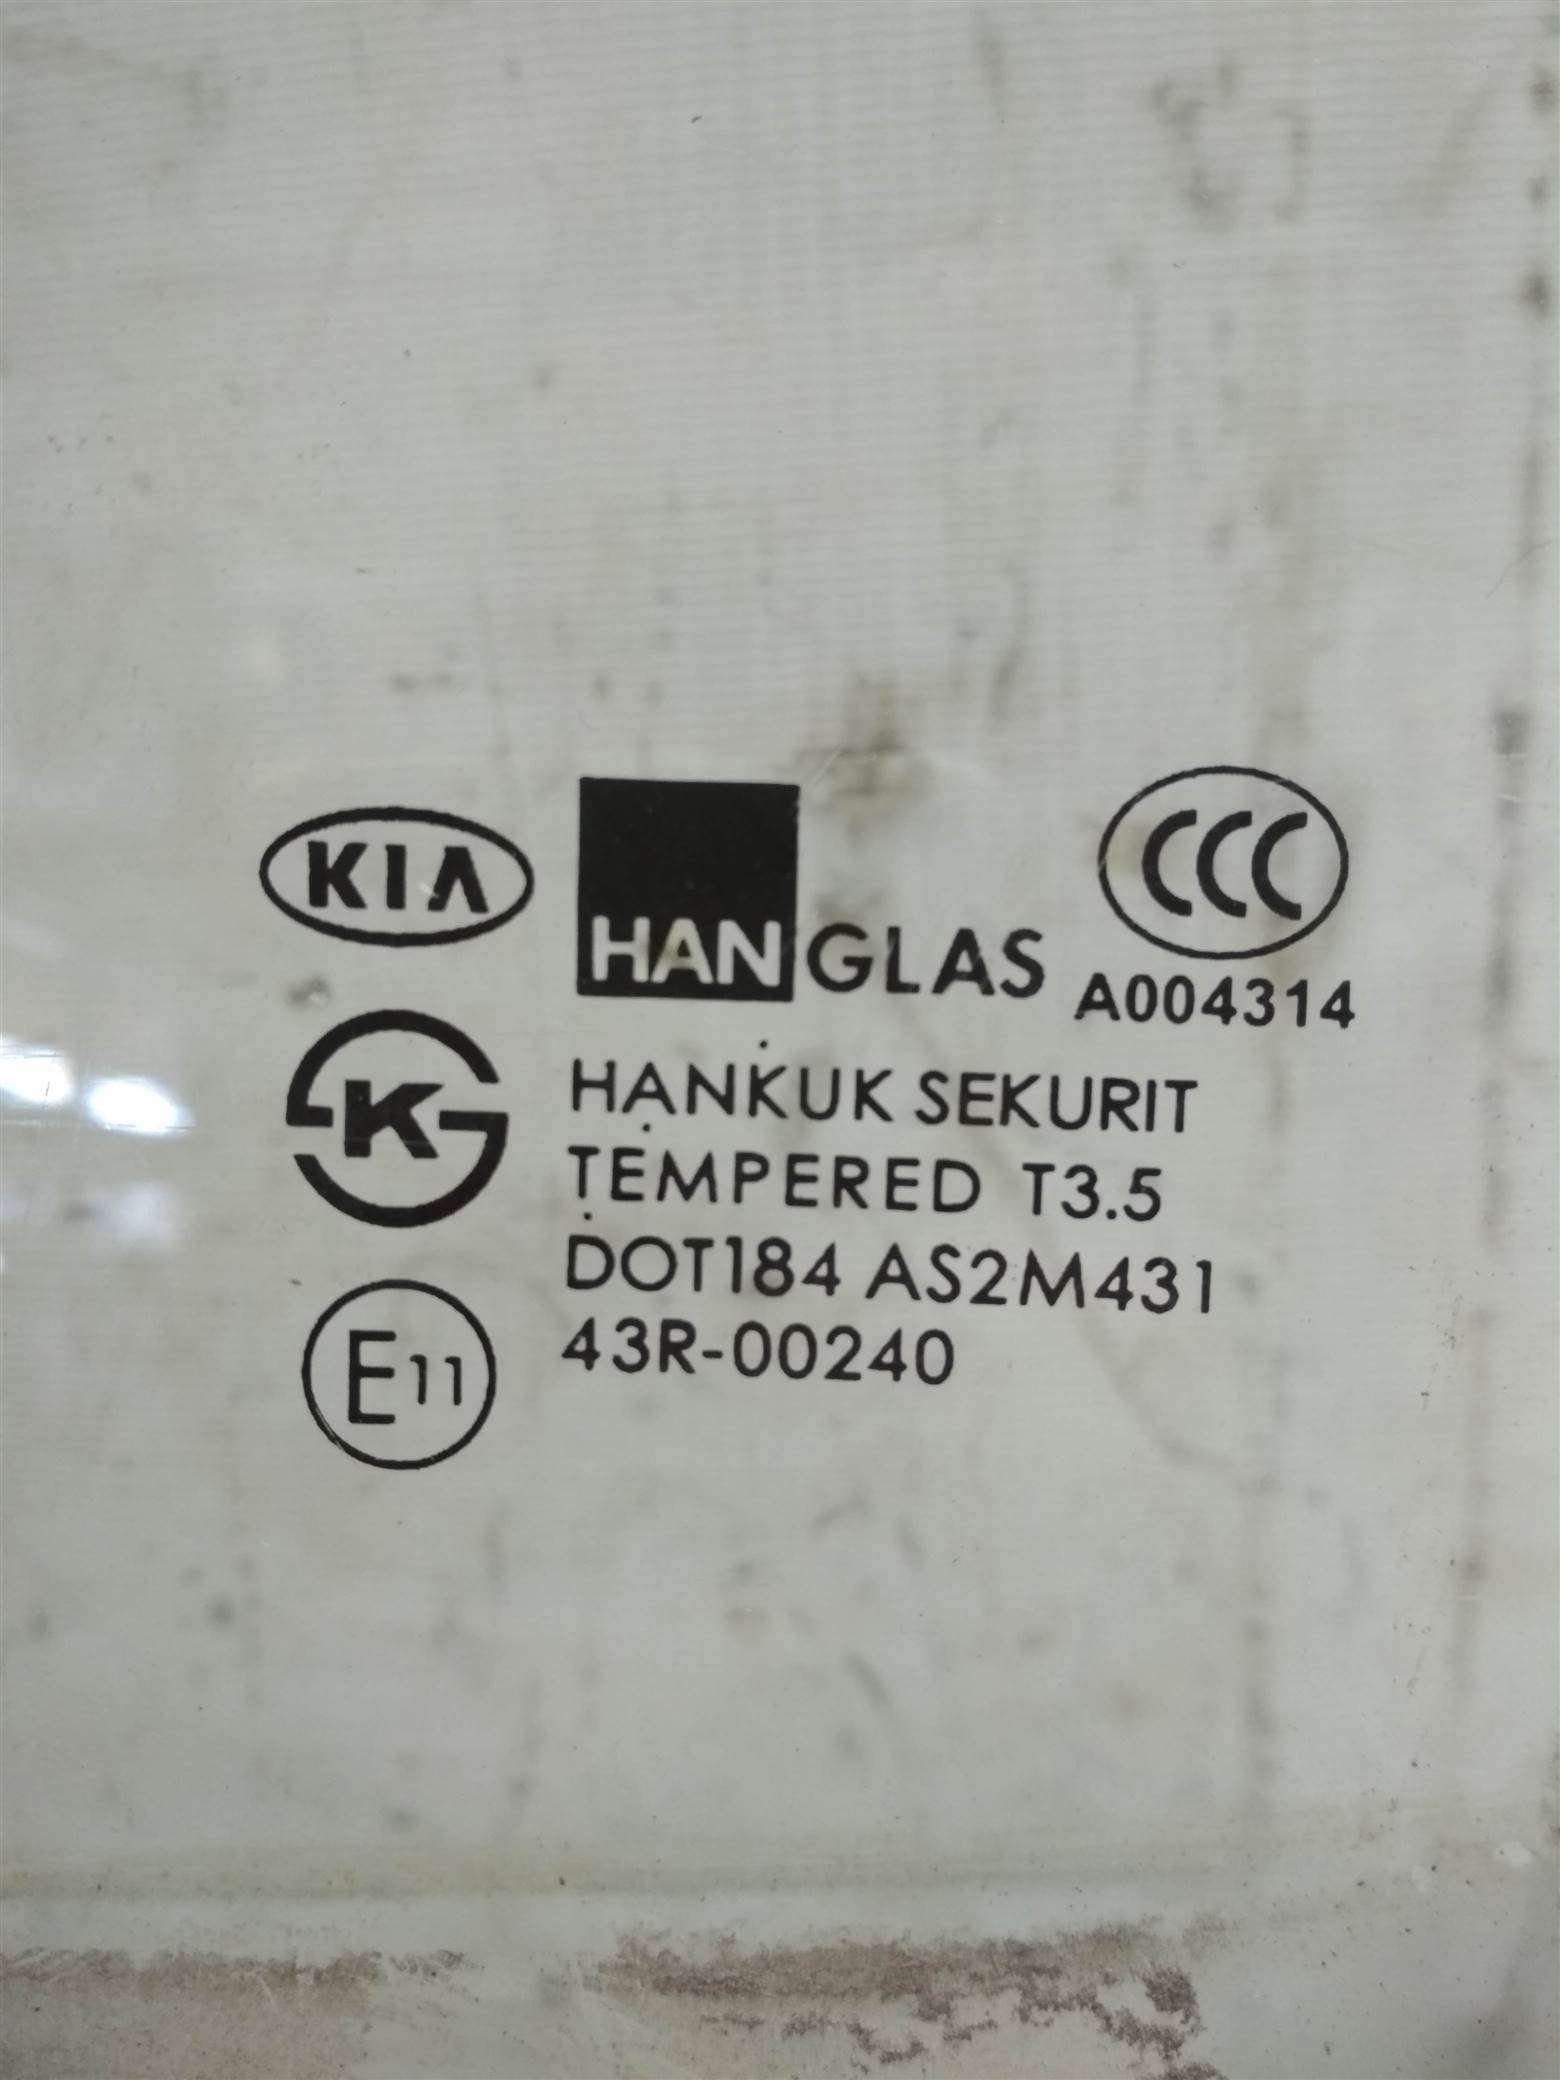 KIA
HANGLAS
CCC
A004314
K
HANKUK SEKURIT
TEMPERED T3.5
DOT184 AS2M431
E11
43R-00240